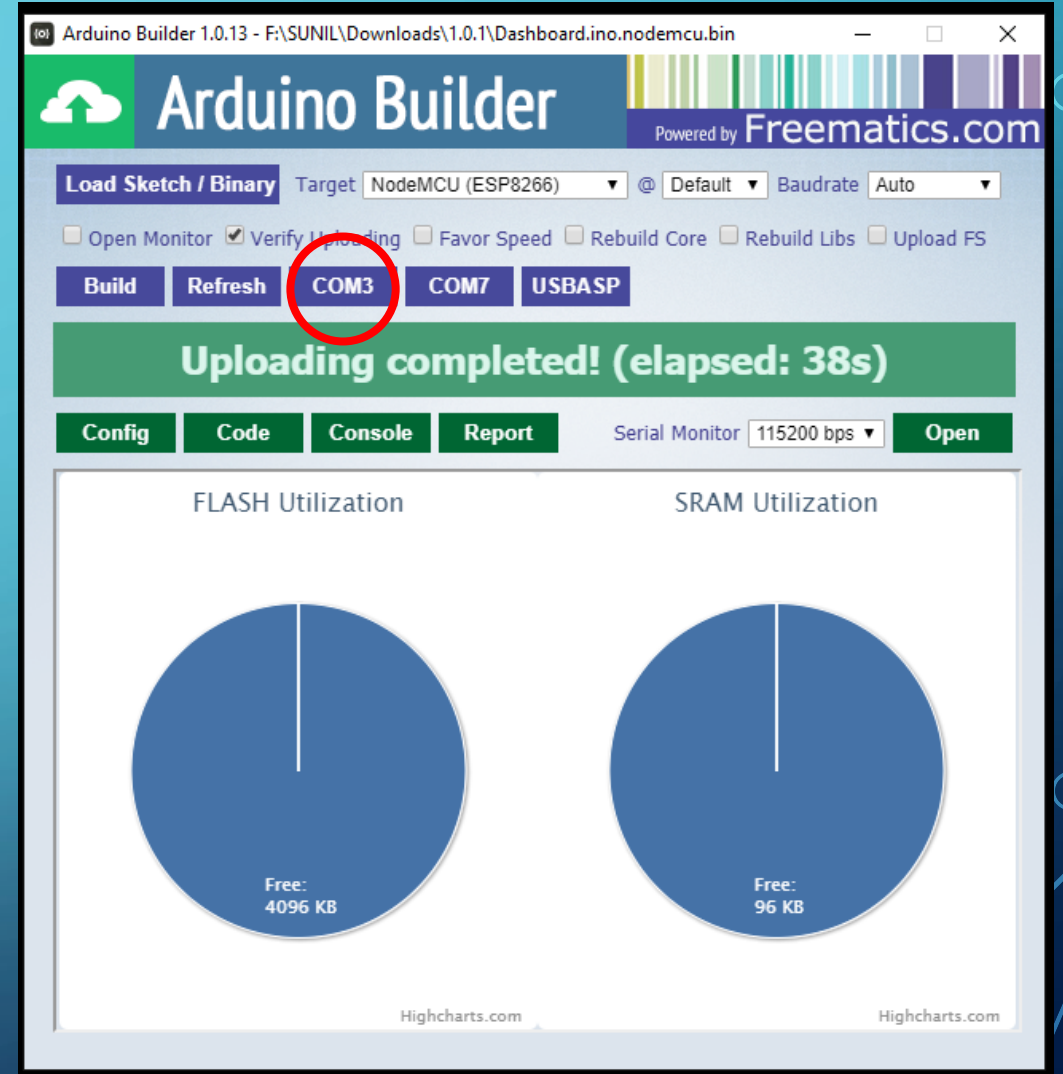 Arduino Builder 1.0.13 - F:\SUNIL\Downloads\1.0.1\Dashboard.ino.nodemcu.bin
Arduino Builder
Powered by Freematics.com
Load Sketch / Binary Target NodeMCU (ESP8266) @ Default Baudrate Auto
Open Monitor Verify Uploading Favor Speed Rebuild Core Rebuild Libs Upload FS
Build Refresh COM3 COM7 USBASP
Uploading completed! (elapsed: 38s)
Config Code Console Report Serial Monitor 115200 bps Open
FLASH Utilization SRAM Utilization
Free: Free:
4096 KB 96 KB
Highcharts.com Highcharts.com